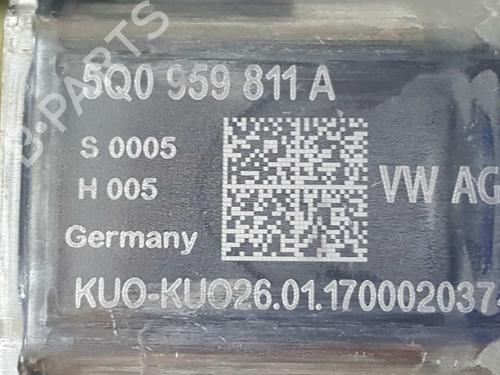 B-PARTS
5Q0 959 811 A
S 0005
H 005
VW AG
Germany
KUO-KUO26.01.170002037